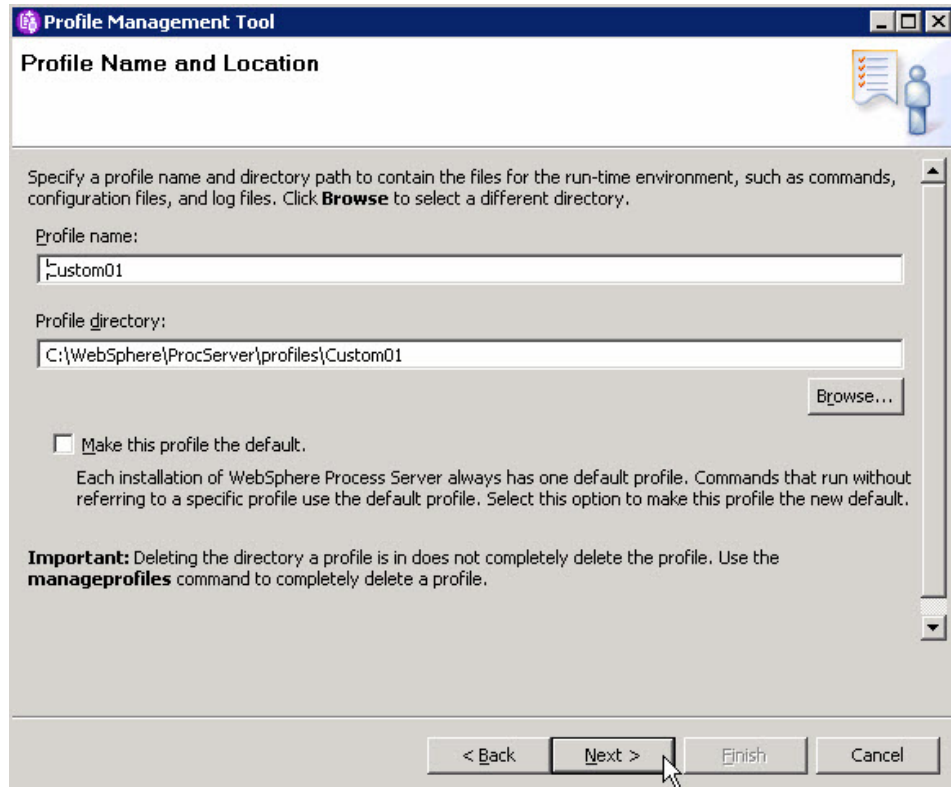 Profile Management Tool
Profile Name and Location
Specify a profile name and directory path to contain the files for the run-time environment, such as commands,
configuration files, and log files. Click Browse to select a different directory.
Profile name:
Custom01
Profile directory:
C:\WebSphere\ProcServer\profiles\Custom01
Browse...
Make this profile the default.
Each installation of WebSphere Process Server always has one default profile. Commands that run without
referring to a specific profile use the default profile. Select this option to make this profile the new default.
Important: Deleting the directory a profile is in does not completely delete the profile. Use the
manageprofiles command to completely delete a profile.
< Back Next > Finish Cancel